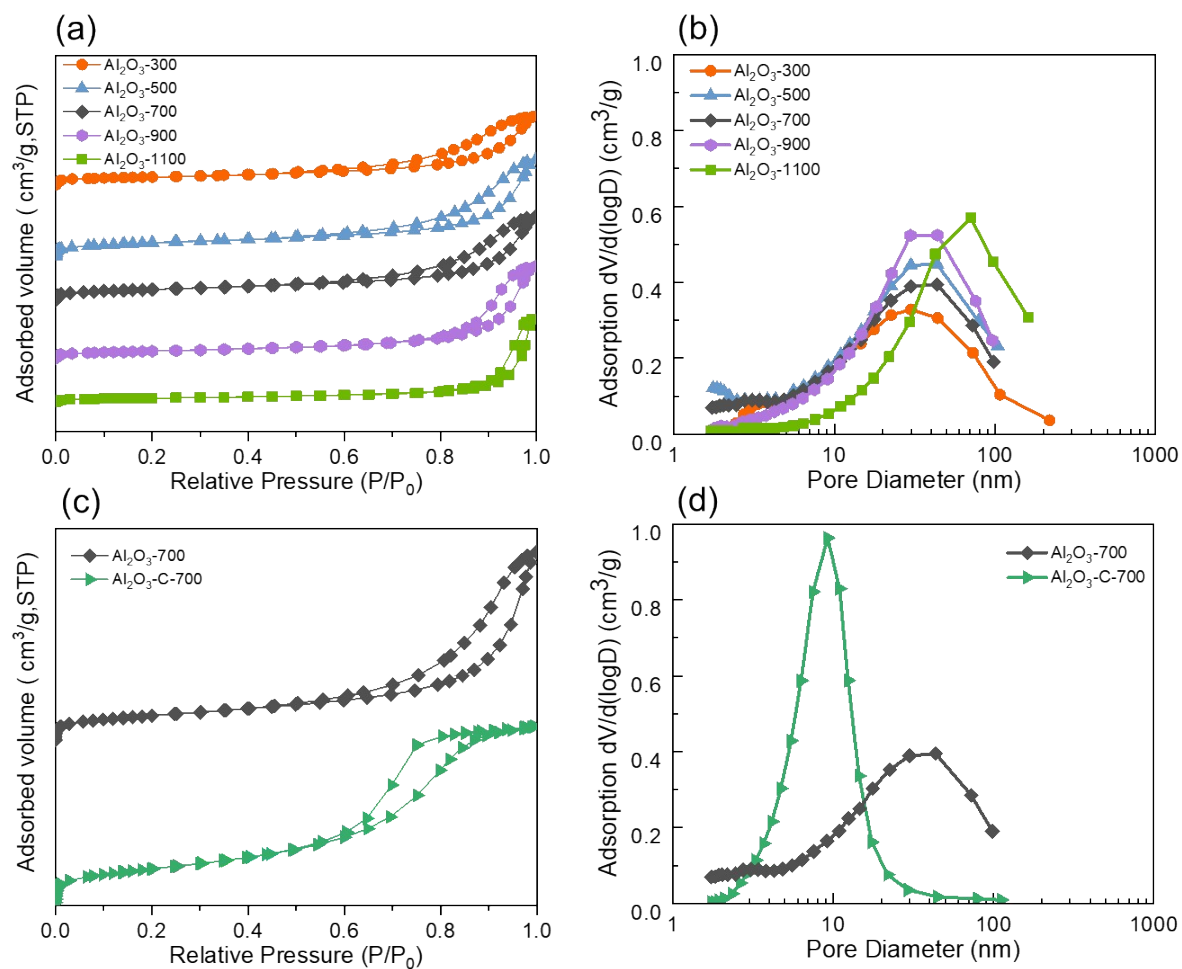 (a)
Adsorbed volume ( cm³/g,STP)
Al₂O₃-300
Al₂O₃-500
Al₂O₃-700
Al₂O₃-900
Al₂O₃-1100
0.0 0.2 0.4 0.6 0.8 1.0
Relative Pressure (P/P₀)
(b)
Adsorption dV/d(logD) (cm³/g)
1.0
0.8
0.6
0.4
0.2
0.0
Al₂O₃-300
Al₂O₃-500
Al₂O₃-700
Al₂O₃-900
Al₂O₃-1100
1 10 100 1000
Pore Diameter (nm)
(c)
Adsorbed volume ( cm³/g,STP)
Al₂O₃-700
Al₂O₃-C-700
0.0 0.2 0.4 0.6 0.8 1.0
Relative Pressure (P/P₀)
(d)
Adsorption dV/d(logD) (cm³/g)
1.0
0.8
0.6
0.4
0.2
0.0
Al₂O₃-700
Al₂O₃-C-700
1 10 100 1000
Pore Diameter (nm)